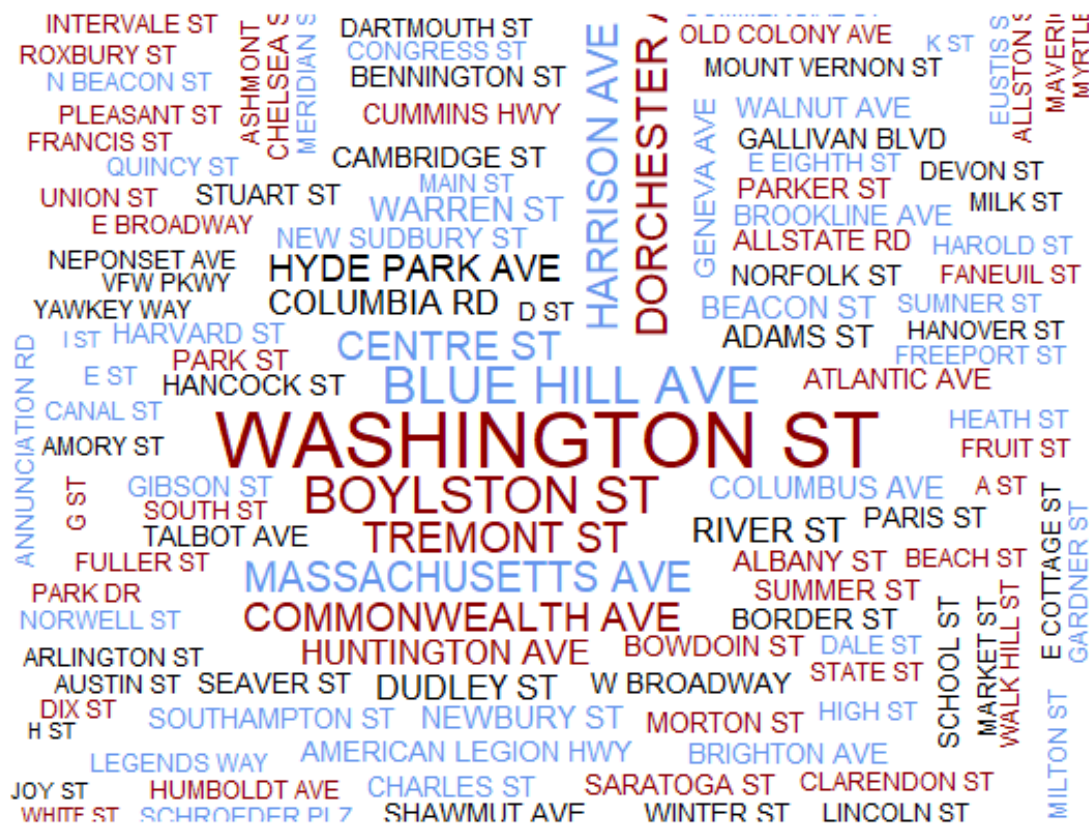 INTERVALE ST
ROXBURY ST
N BEACON ST
PLEASANT ST
FRANCIS ST
QUINCY ST
UNION ST
STUART ST
E BROADWAY
NEPONSET AVE
VFW PKWY
YAWKEY WAY
ASHMONT
CHELSEA S
MERIDIAN S
DARTMOUTH ST
CONGRESS ST
BENNINGTON ST
CUMMINS HWY
CAMBRIDGE ST
MAIN ST
WARREN ST
NEW SUDBURY ST
HYDE PARK AVE
COLUMBIA RD
D ST
HARRISON AVE
DORCHESTER A
OLD COLONY AVE
K ST
MOUNT VERNON ST
GENEVA AVE
WALNUT AVE
GALLIVAN BLVD
E EIGHTH ST
DEVON ST
PARKER ST
MILK ST
BROOKLINE AVE
ALLSTATE RD
HAROLD ST
NORFOLK ST
FANEUIL ST
BEACON ST
SUMNER ST
ADAMS ST
HANOVER ST
FREEPORT ST
EUSTIS S
ALLSTON S
MAVERI
MYRTLE
I ST
HARVARD ST
CENTRE ST
PARK ST
E ST
HANCOCK ST
BLUE HILL AVE
ATLANTIC AVE
ANNUNCIATION RD
CANAL ST
AMORY ST
WASHINGTON ST
HEATH ST
FRUIT ST
G ST
GIBSON ST
SOUTH ST
TALBOT AVE
BOYLSTON ST
COLUMBUS AVE
A ST
TREMONT ST
RIVER ST
PARIS ST
FULLER ST
MASSACHUSETTS AVE
ALBANY ST
BEACH ST
PARK DR
SUMMER ST
NORWELL ST
COMMONWEALTH AVE
BORDER ST
ARLINGTON ST
HUNTINGTON AVE
BOWDOIN ST
DALE ST
AUSTIN ST
SEAVER ST
DUDLEY ST
W BROADWAY
STATE ST
SCHOOL ST
MARKET ST
WALK HILL ST
E COTTAGE ST
GARDNER ST
DIX ST
H ST
SOUTHAMPTON ST
NEWBURY ST
MORTON ST
HIGH ST
LEGENDS WAY
AMERICAN LEGION HWY
BRIGHTON AVE
MILTON ST
JOY ST
HUMBOLDT AVE
CHARLES ST
SARATOGA ST
CLARENDON ST
WHITE ST
SCHROEDER PLZ
SHAWMUT AVE
WINTER ST
LINCOLN ST